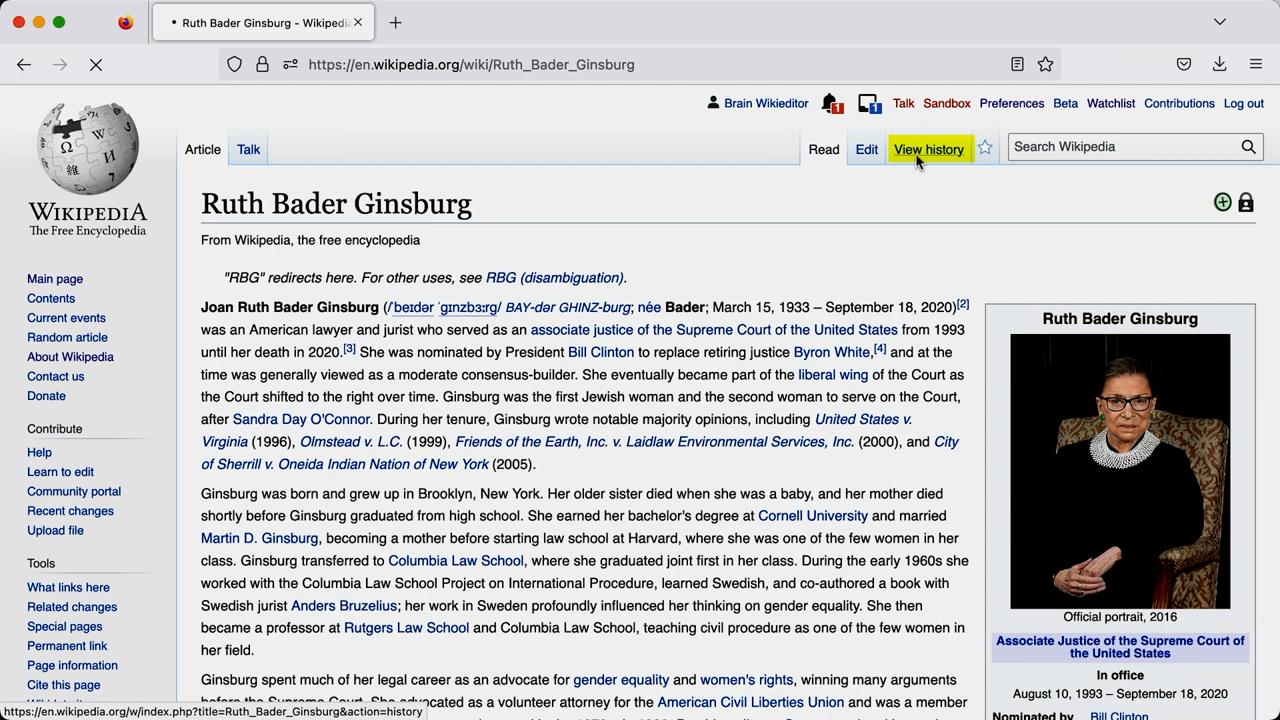 Ruth Bader Ginsburg - Wikipedia
https://en.wikipedia.org/wiki/Ruth_Bader_Ginsburg
Brain Wikieditor 1 1 Talk Sandbox Preferences Beta Watchlist Contributions Log out
Article Talk Read Edit View history Search Wikipedia
WIKIPEDIA
The Free Encyclopedia
Main page
Contents
Current events
Random article
About Wikipedia
Contact us
Donate
Contribute
Help
Learn to edit
Community portal
Recent changes
Upload file
Tools
What links here
Related changes
Special pages
Permanent link
Page information
Cite this page
Ruth Bader Ginsburg
From Wikipedia, the free encyclopedia
"RBG" redirects here. For other uses, see RBG (disambiguation).
Joan Ruth Bader Ginsburg (/ˈbeɪdər ˈɡɪnzbɜːrɡ/ BAY-dər GHINZ-burg; née Bader; March 15, 1933 – September 18, 2020)[2]
was an American lawyer and jurist who served as an associate justice of the Supreme Court of the United States from 1993
until her death in 2020.[3] She was nominated by President Bill Clinton to replace retiring justice Byron White,[4] and at the
time was generally viewed as a moderate consensus-builder. She eventually became part of the liberal wing of the Court as
the Court shifted to the right over time. Ginsburg was the first Jewish woman and the second woman to serve on the Court,
after Sandra Day O'Connor. During her tenure, Ginsburg wrote notable majority opinions, including United States v.
Virginia (1996), Olmstead v. L.C. (1999), Friends of the Earth, Inc. v. Laidlaw Environmental Services, Inc. (2000), and City
of Sherrill v. Oneida Indian Nation of New York (2005).
Ginsburg was born and grew up in Brooklyn, New York. Her older sister died when she was a baby, and her mother died
shortly before Ginsburg graduated from high school. She earned her bachelor's degree at Cornell University and married
Martin D. Ginsburg, becoming a mother before starting law school at Harvard, where she was one of the few women in her
class. Ginsburg transferred to Columbia Law School, where she graduated joint first in her class. During the early 1960s she
worked with the Columbia Law School Project on International Procedure, learned Swedish, and co-authored a book with
Swedish jurist Anders Bruzelius; her work in Sweden profoundly influenced her thinking on gender equality. She then
became a professor at Rutgers Law School and Columbia Law School, teaching civil procedure as one of the few women in
her field.
Ginsburg spent much of her legal career as an advocate for gender equality and women's rights, winning many arguments
before the Supreme Court. She advocated as a volunteer attorney for the American Civil Liberties Union and was a member
Ruth Bader Ginsburg
Official portrait, 2016
Associate Justice of the Supreme Court of
the United States
In office
August 10, 1993 – September 18, 2020
Nominated by Bill Clinton
https://en.wikipedia.org/w/index.php?title=Ruth_Bader_Ginsburg&action=history